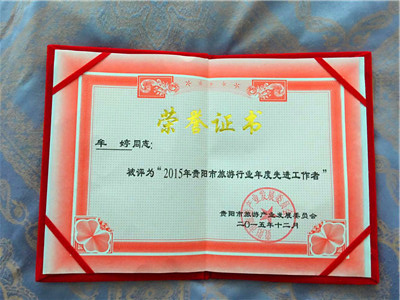 荣誉证书
牟 婷 同志：
被评为“2015年贵阳市旅游行业年度先进工作者”
贵阳市旅游产业发展委员会
二〇一五年十二月